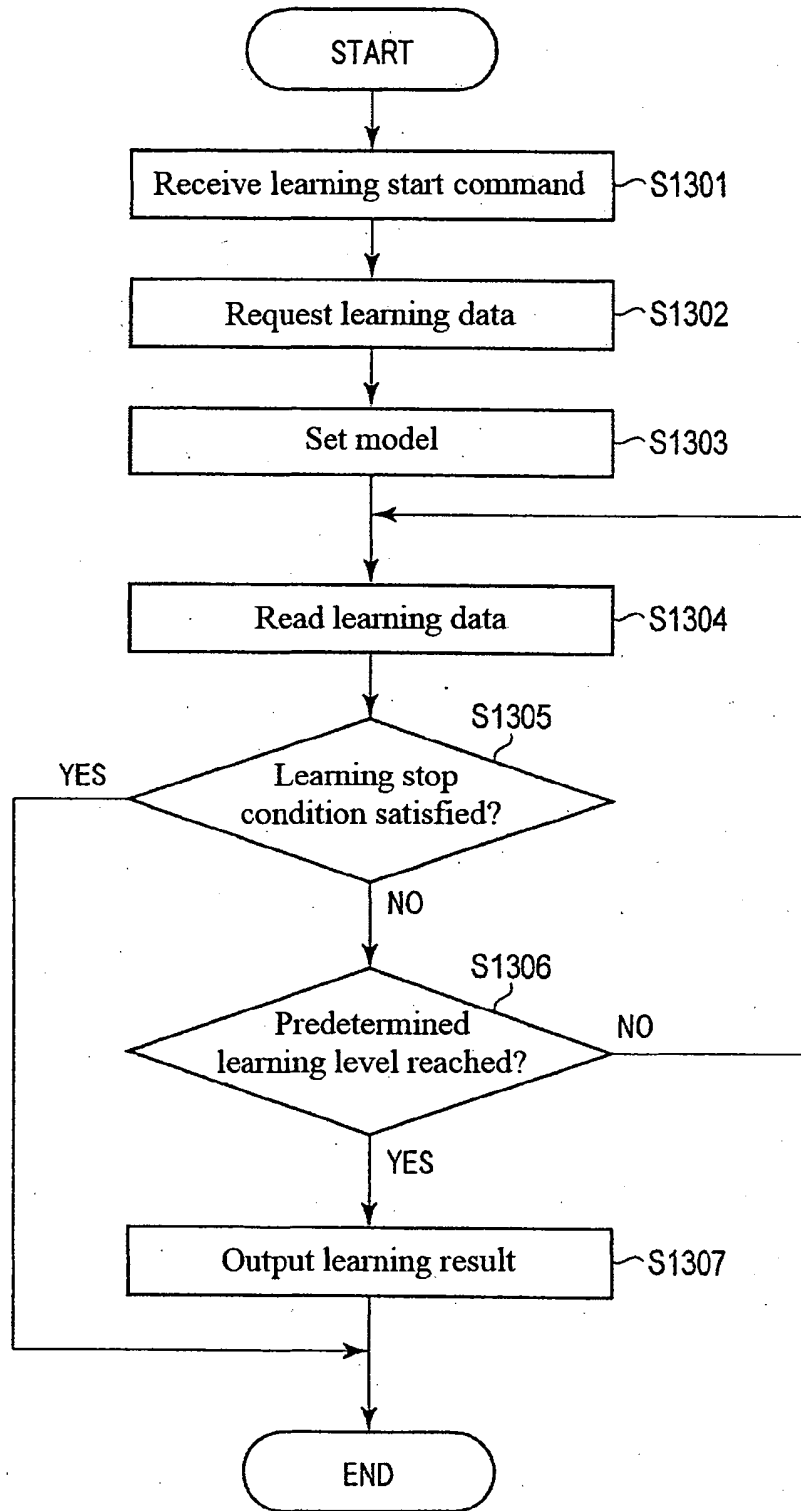 START
Receive learning start command
S1301
Request learning data
S1302
Set model
S1303
Read learning data
S1304
S1305
YES
Learning stop
condition satisfied?
NO
S1306
Predetermined
learning level reached?
NO
YES
Output learning result
S1307
END